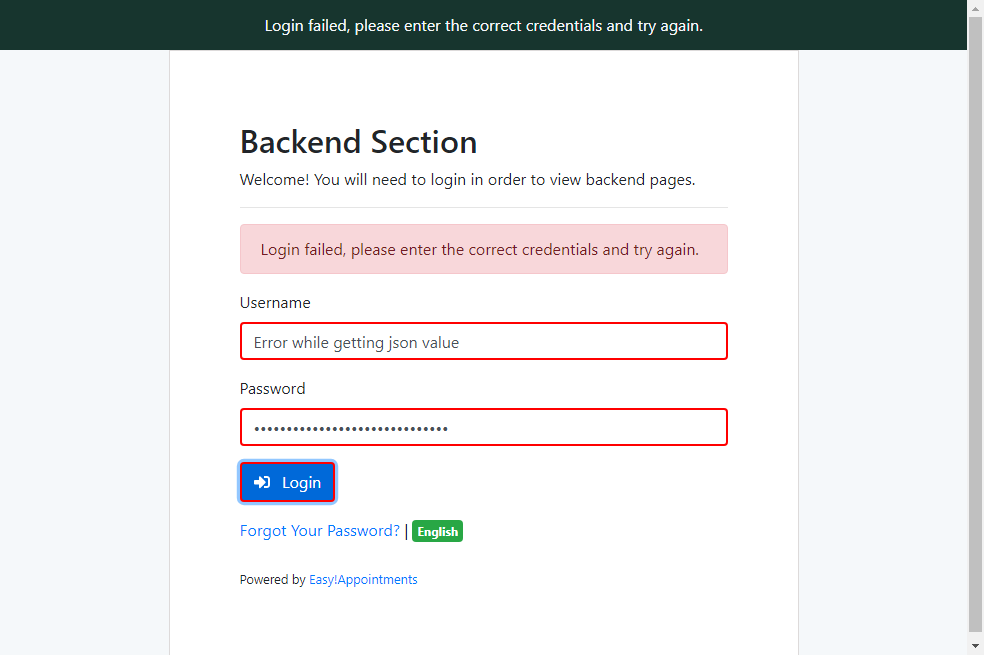 Login failed, please enter the correct credentials and try again.
Backend Section
Welcome! You will need to login in order to view backend pages.
Login failed, please enter the correct credentials and try again.
Username
Error while getting json value
Password
••••••••••••••••••••••••••••••
Login
Forgot Your Password? | English
Powered by Easy!Appointments